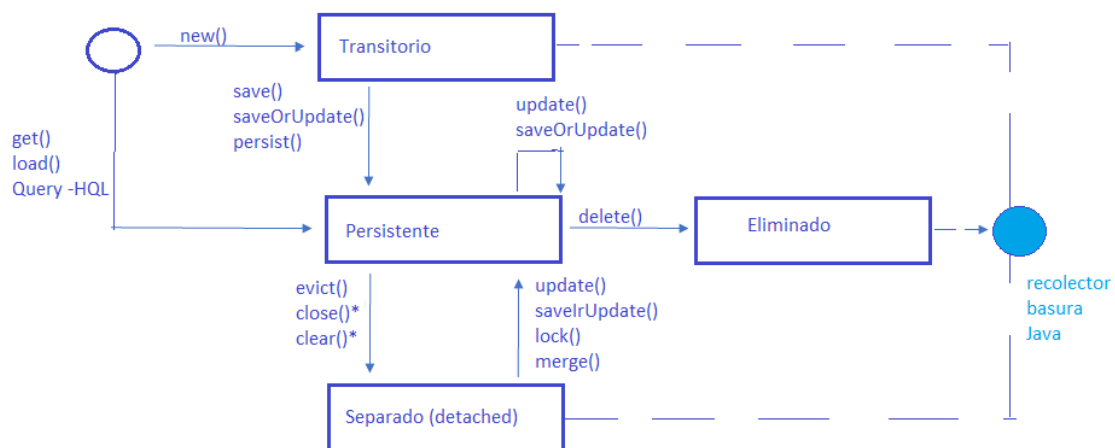 new()
Transitorio
save()
saveOrUpdate()
persist()
update()
saveOrUpdate()
get()
load()
Query -HQL
Persistente
delete()
Eliminado
recolector
basura
Java
evict()
close()*
clear()*
update()
saveIrUpdate()
lock()
merge()
Separado (detached)